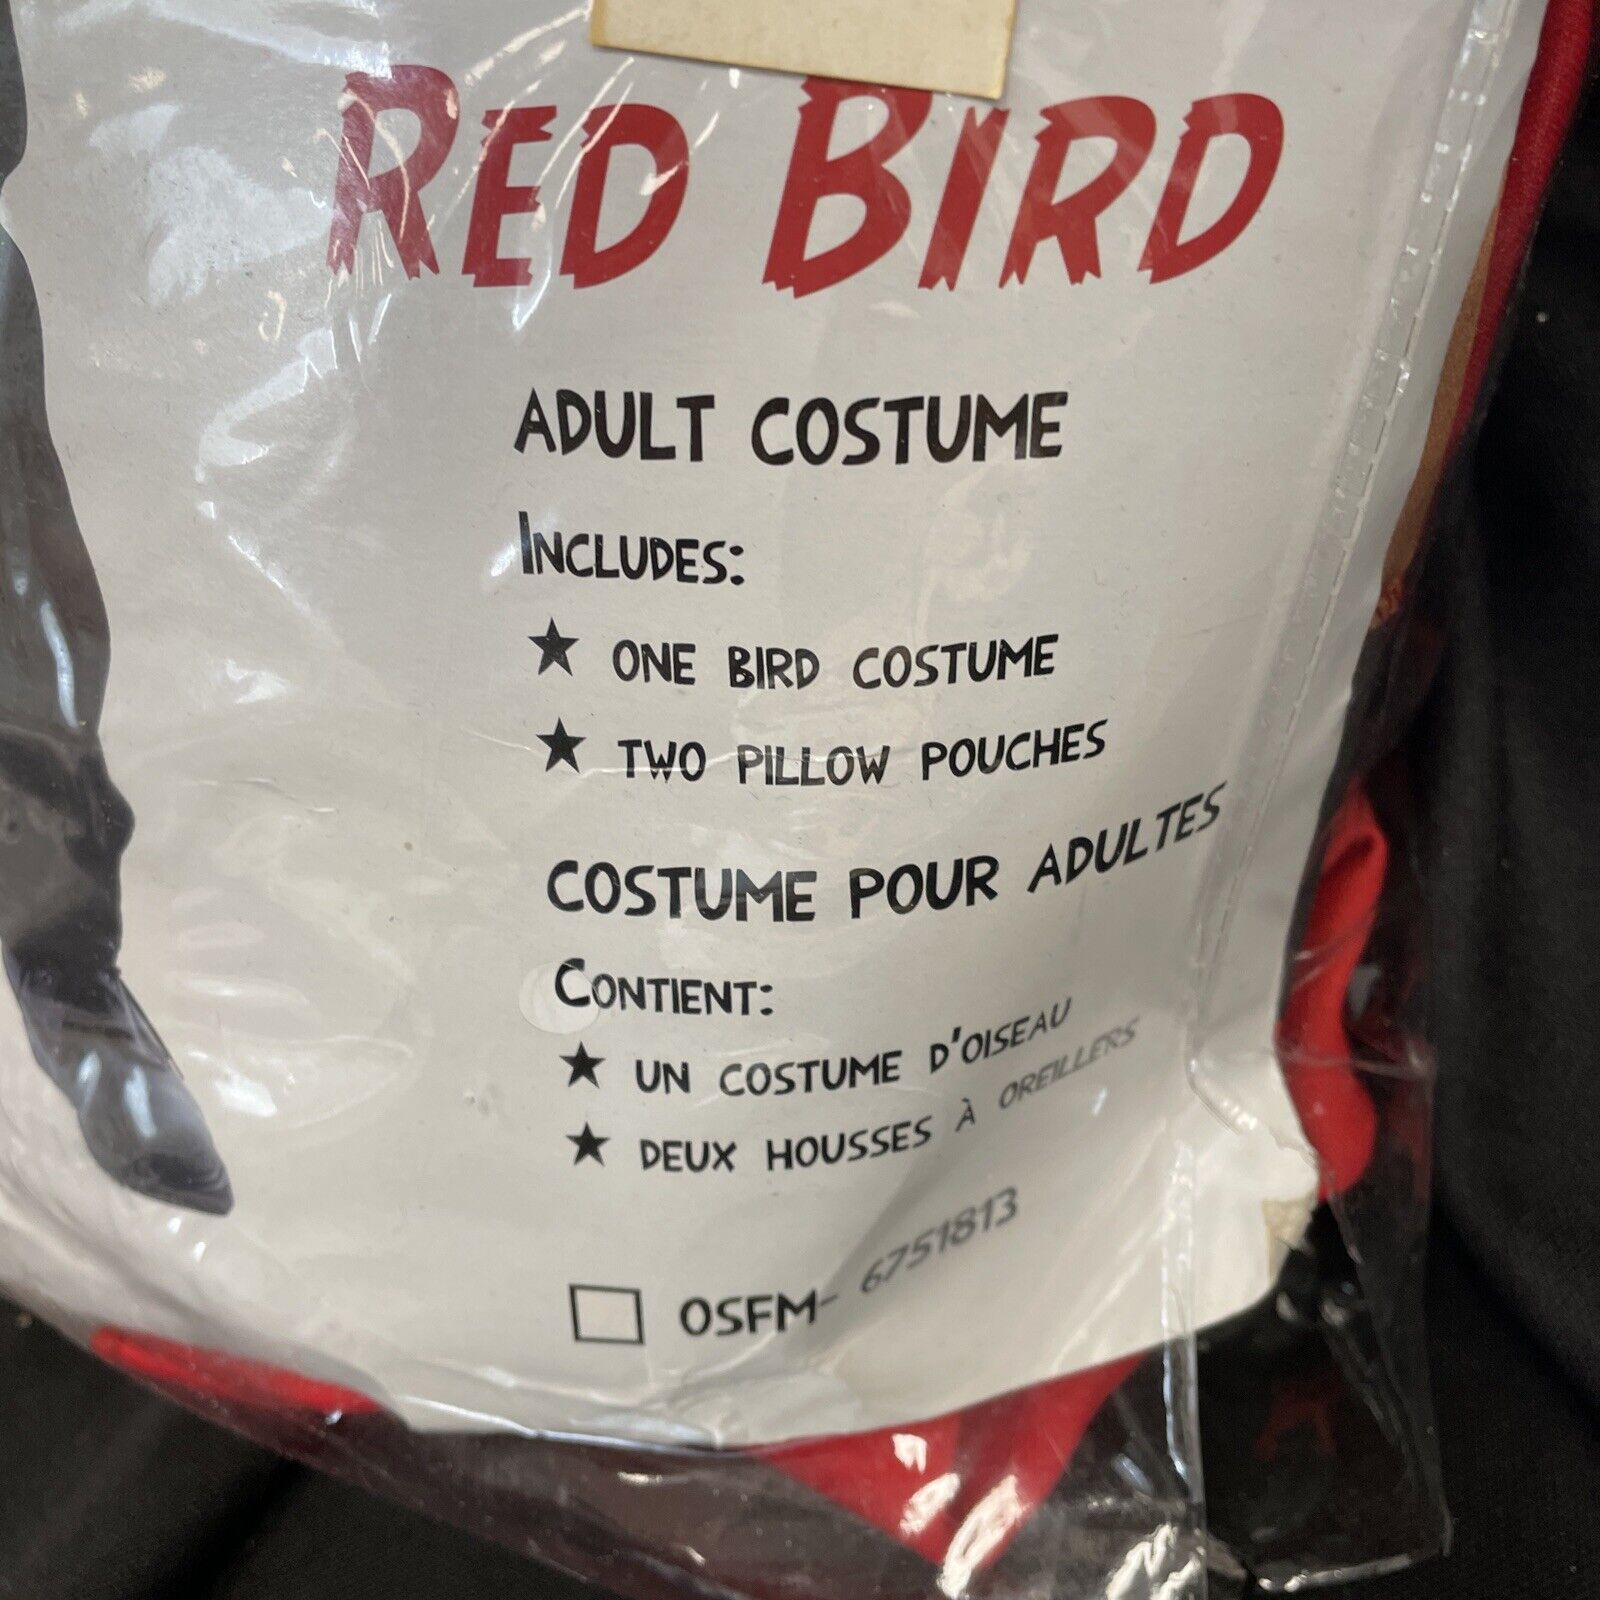 RED BIRD
ADULT COSTUME
INCLUDES:
★ ONE BIRD COSTUME
★ TWO PILLOW POUCHES
COSTUME POUR ADULTES
CONTIENT:
★ UN COSTUME D'OISEAU
★ DEUX HOUSSES À OREILLERS
OSFM- 6751813